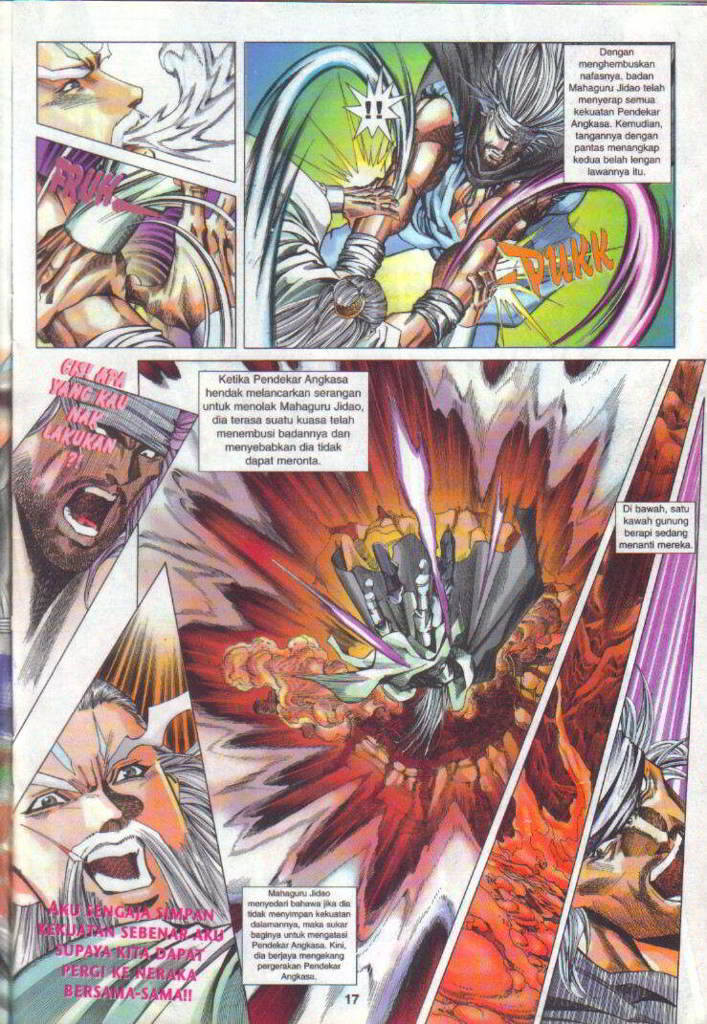 Dengan
menghembuskan
nafasnya, badan
Mahaguru Jidao telah
menyerap semua
kekuatan Pendekar
Angkasa. Kemudian,
tangannya dengan
pantas menangkap
kedua belah lengan
lawannya itu.
!!
FRUH
PUKK
Ketika Pendekar Angkasa
hendak melancarkan serangan
untuk menolak Mahaguru Jidao,
dia terasa suatu kuasa telah
menembusi badannya dan
menyebabkan dia tidak
dapat meronta.
APA
YANG KAU
NAK
LAKUKAN
?!
Di bawah, satu
kawah gunung
berapi sedang
menanti mereka.
AKU SENGAJA SIMPAN
KEKUATAN SEBENAR AKU
SUPAYA KITA DAPAT
PERGI KE NERAKA
BERSAMA-SAMA!!
Mahaguru Jidao
menyedari bahawa jika dia
tidak menyimpan kekuatan
dalamannya, maka sukar
baginya untuk mengatasi
Pendekar Angkasa. Kini,
dia berjaya mengekang
pergerakan Pendekar
Angkasa.
17